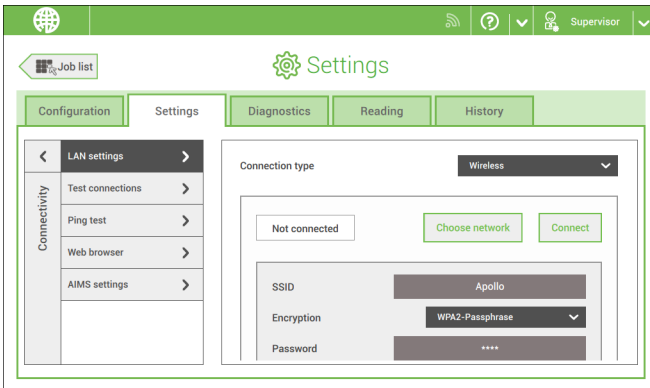 Supervisor
Job list
Settings
Configuration
Settings
Diagnostics
Reading
History
Connectivity
LAN settings
Test connections
Ping test
Web browser
AIMS settings
Connection type
Wireless
Not connected
Choose network
Connect
SSID
Apollo
Encryption
WPA2-Passphrase
Password
****